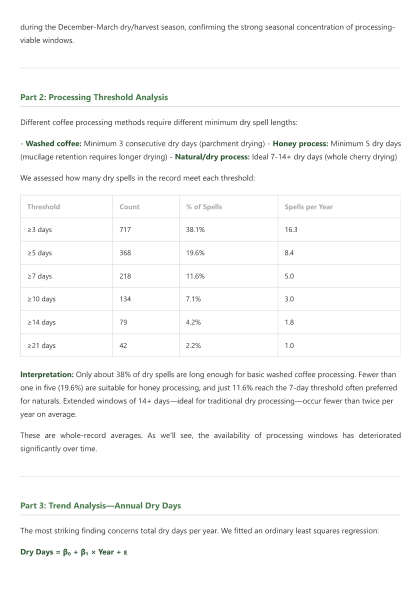 during the December-March dry/harvest season, confirming the strong seasonal concentration of processing-
viable windows.
Part 2: Processing Threshold Analysis
Different coffee processing methods require different minimum dry spell lengths:
- Washed coffee: Minimum 3 consecutive dry days (parchment drying) - Honey process: Minimum 5 dry days
(mucilage retention requires longer drying) - Natural/dry process: Ideal 7-14+ dry days (whole cherry drying)
We assessed how many dry spells in the record meet each threshold:
Threshold Count % of Spells Spells per Year
≥3 days 717 38.1% 16.3
≥5 days 368 19.6% 8.4
≥7 days 218 11.6% 5.0
≥10 days 134 7.1% 3.0
≥14 days 79 4.2% 1.8
≥21 days 42 2.2% 1.0
Interpretation: Only about 38% of dry spells are long enough for basic washed coffee processing. Fewer than
one in five (19.6%) are suitable for honey processing, and just 11.6% reach the 7-day threshold often preferred
for naturals. Extended windows of 14+ days—ideal for traditional dry processing—occur fewer than twice per
year on average.
These are whole-record averages. As we'll see, the availability of processing windows has deteriorated
significantly over time.
Part 3: Trend Analysis—Annual Dry Days
The most striking finding concerns total dry days per year. We fitted an ordinary least squares regression:
Dry Days = β₀ + β₁ × Year + ε